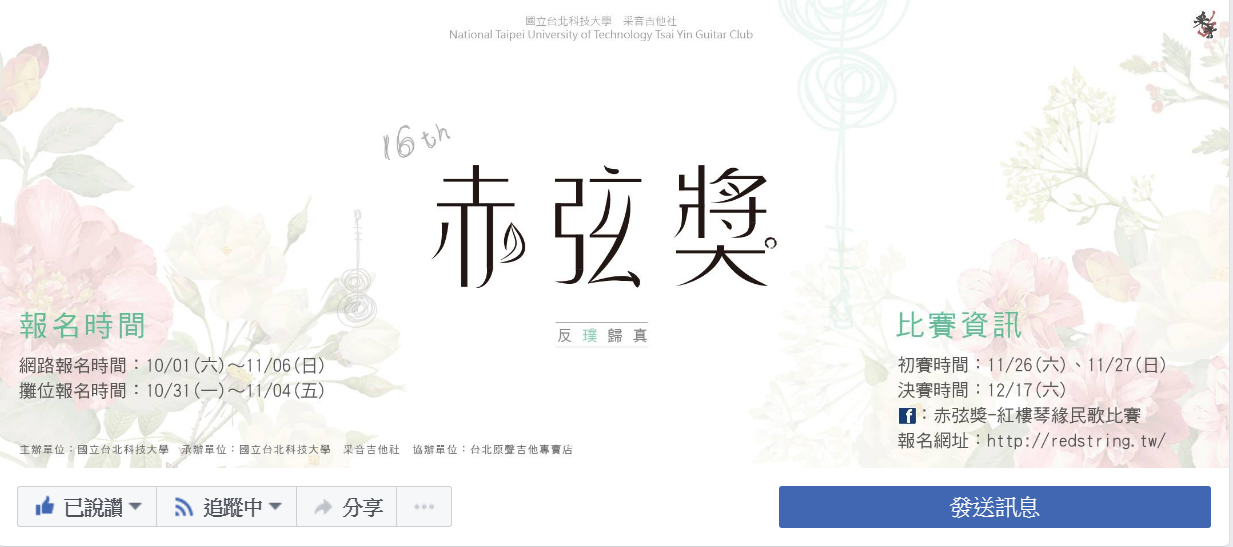 國立台北科技大學　采音吉他社
National Taipei University of Technology Tsai Yin Guitar Club
采音
16th
赤弦獎
反璞歸真
報名時間
網路報名時間：10/01(六)～11/06(日)
攤位報名時間：10/31(一)～11/04(五)
比賽資訊
初賽時間：11/26(六)、11/27(日)
決賽時間：12/17(六)
f：赤弦獎-紅樓琴緣民歌比賽
報名網址：http://redstring.tw/
主辦單位：國立台北科技大學　承辦單位：國立台北科技大學　采音吉他社　協辦單位：台北原聲吉他專賣店
已說讚　追蹤中　分享　發送訊息